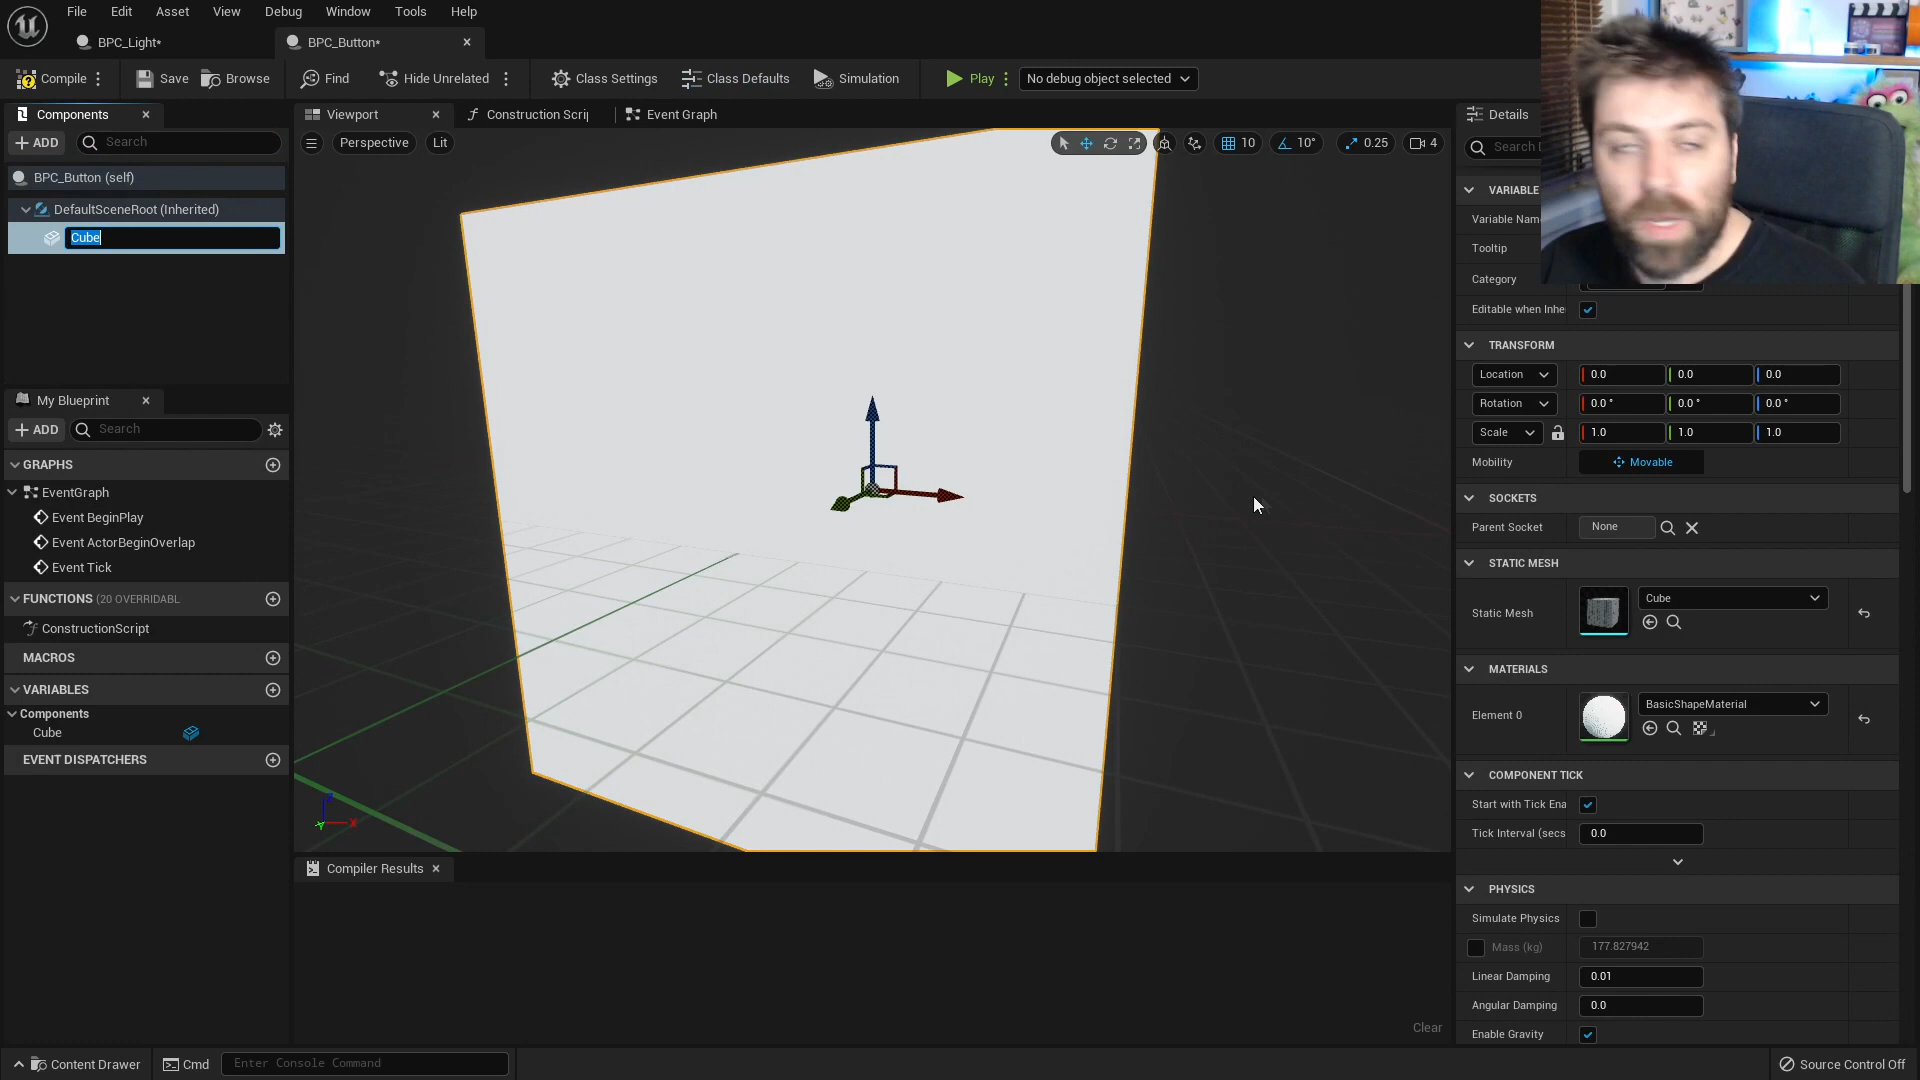 File Edit Asset View Debug Window Tools Help
BPC_Light* BPC_Button*
Compile Save Browse Find Hide Unrelated Class Settings Class Defaults Simulation Play No debug object selected
Components Viewport Construction Scrij Event Graph Details
ADD Search Perspective Lit 10 10° 0.25 4 Search
BPC_Button (self)
VARIABLE
DefaultSceneRoot (Inherited)
Variable Nam
Cube
Tooltip
Category
Editable when Inhe
TRANSFORM
Location 0.0 0.0 0.0
Rotation 0.0 ° 0.0 ° 0.0 °
Scale 1.0 1.0 1.0
Mobility Movable
SOCKETS
Parent Socket None
STATIC MESH
Static Mesh Cube
MATERIALS
Element 0 BasicShapeMaterial
COMPONENT TICK
Start with Tick Ena
Tick Interval (secs 0.0
PHYSICS
Simulate Physics
Mass (kg) 177.827942
Linear Damping 0.01
Angular Damping 0.0
Enable Gravity
My Blueprint
ADD Search
GRAPHS
EventGraph
Event BeginPlay
Event ActorBeginOverlap
Event Tick
FUNCTIONS (20 OVERRIDABL
ConstructionScript
MACROS
VARIABLES
Components
Cube
EVENT DISPATCHERS
Z
Y X
Compiler Results
Clear
Content Drawer Cmd Enter Console Command Source Control Off